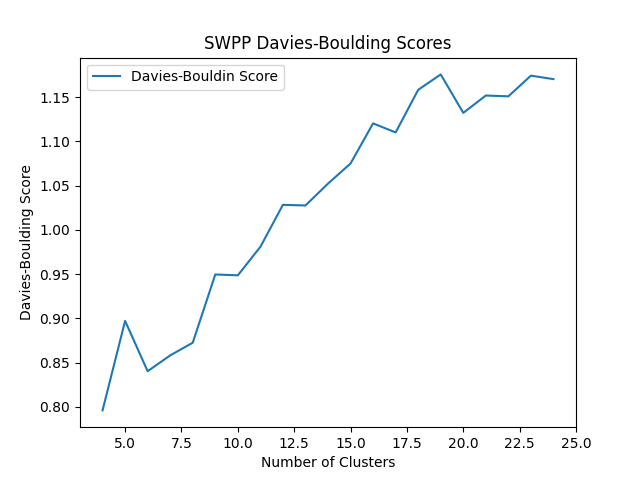 SWPP Davies-Boulding Scores
Davies-Bouldin Score
Davies-Boulding Score
1.15
1.10
1.05
1.00
0.95
0.90
0.85
0.80
5.0 7.5 10.0 12.5 15.0 17.5 20.0 22.5 25.0
Number of Clusters